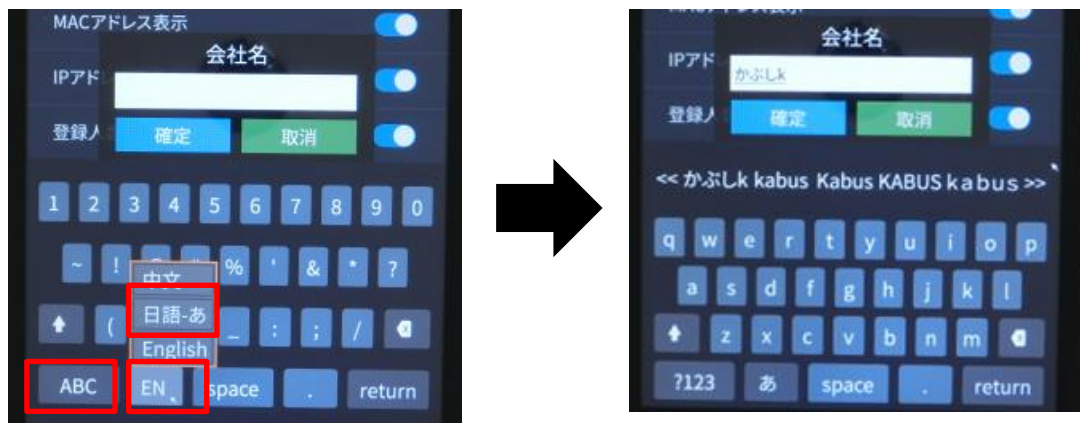 MACアドレス表示
会社名
IPアド
登録人
確定 取消
1 2 3 4 5 6 7 8 9 0
~ ! % ' & * ?
中文
日語-あ
( _ : ; /
English
ABC EN space . return
会社名
IPアド
かぶしk
登録人
確定 取消
<< かぶしk kabus Kabus KABUS ｋａｂｕｓ >>
q w e r t y u i o p
a s d f g h j k l
z x c v b n m
?123 あ space . return